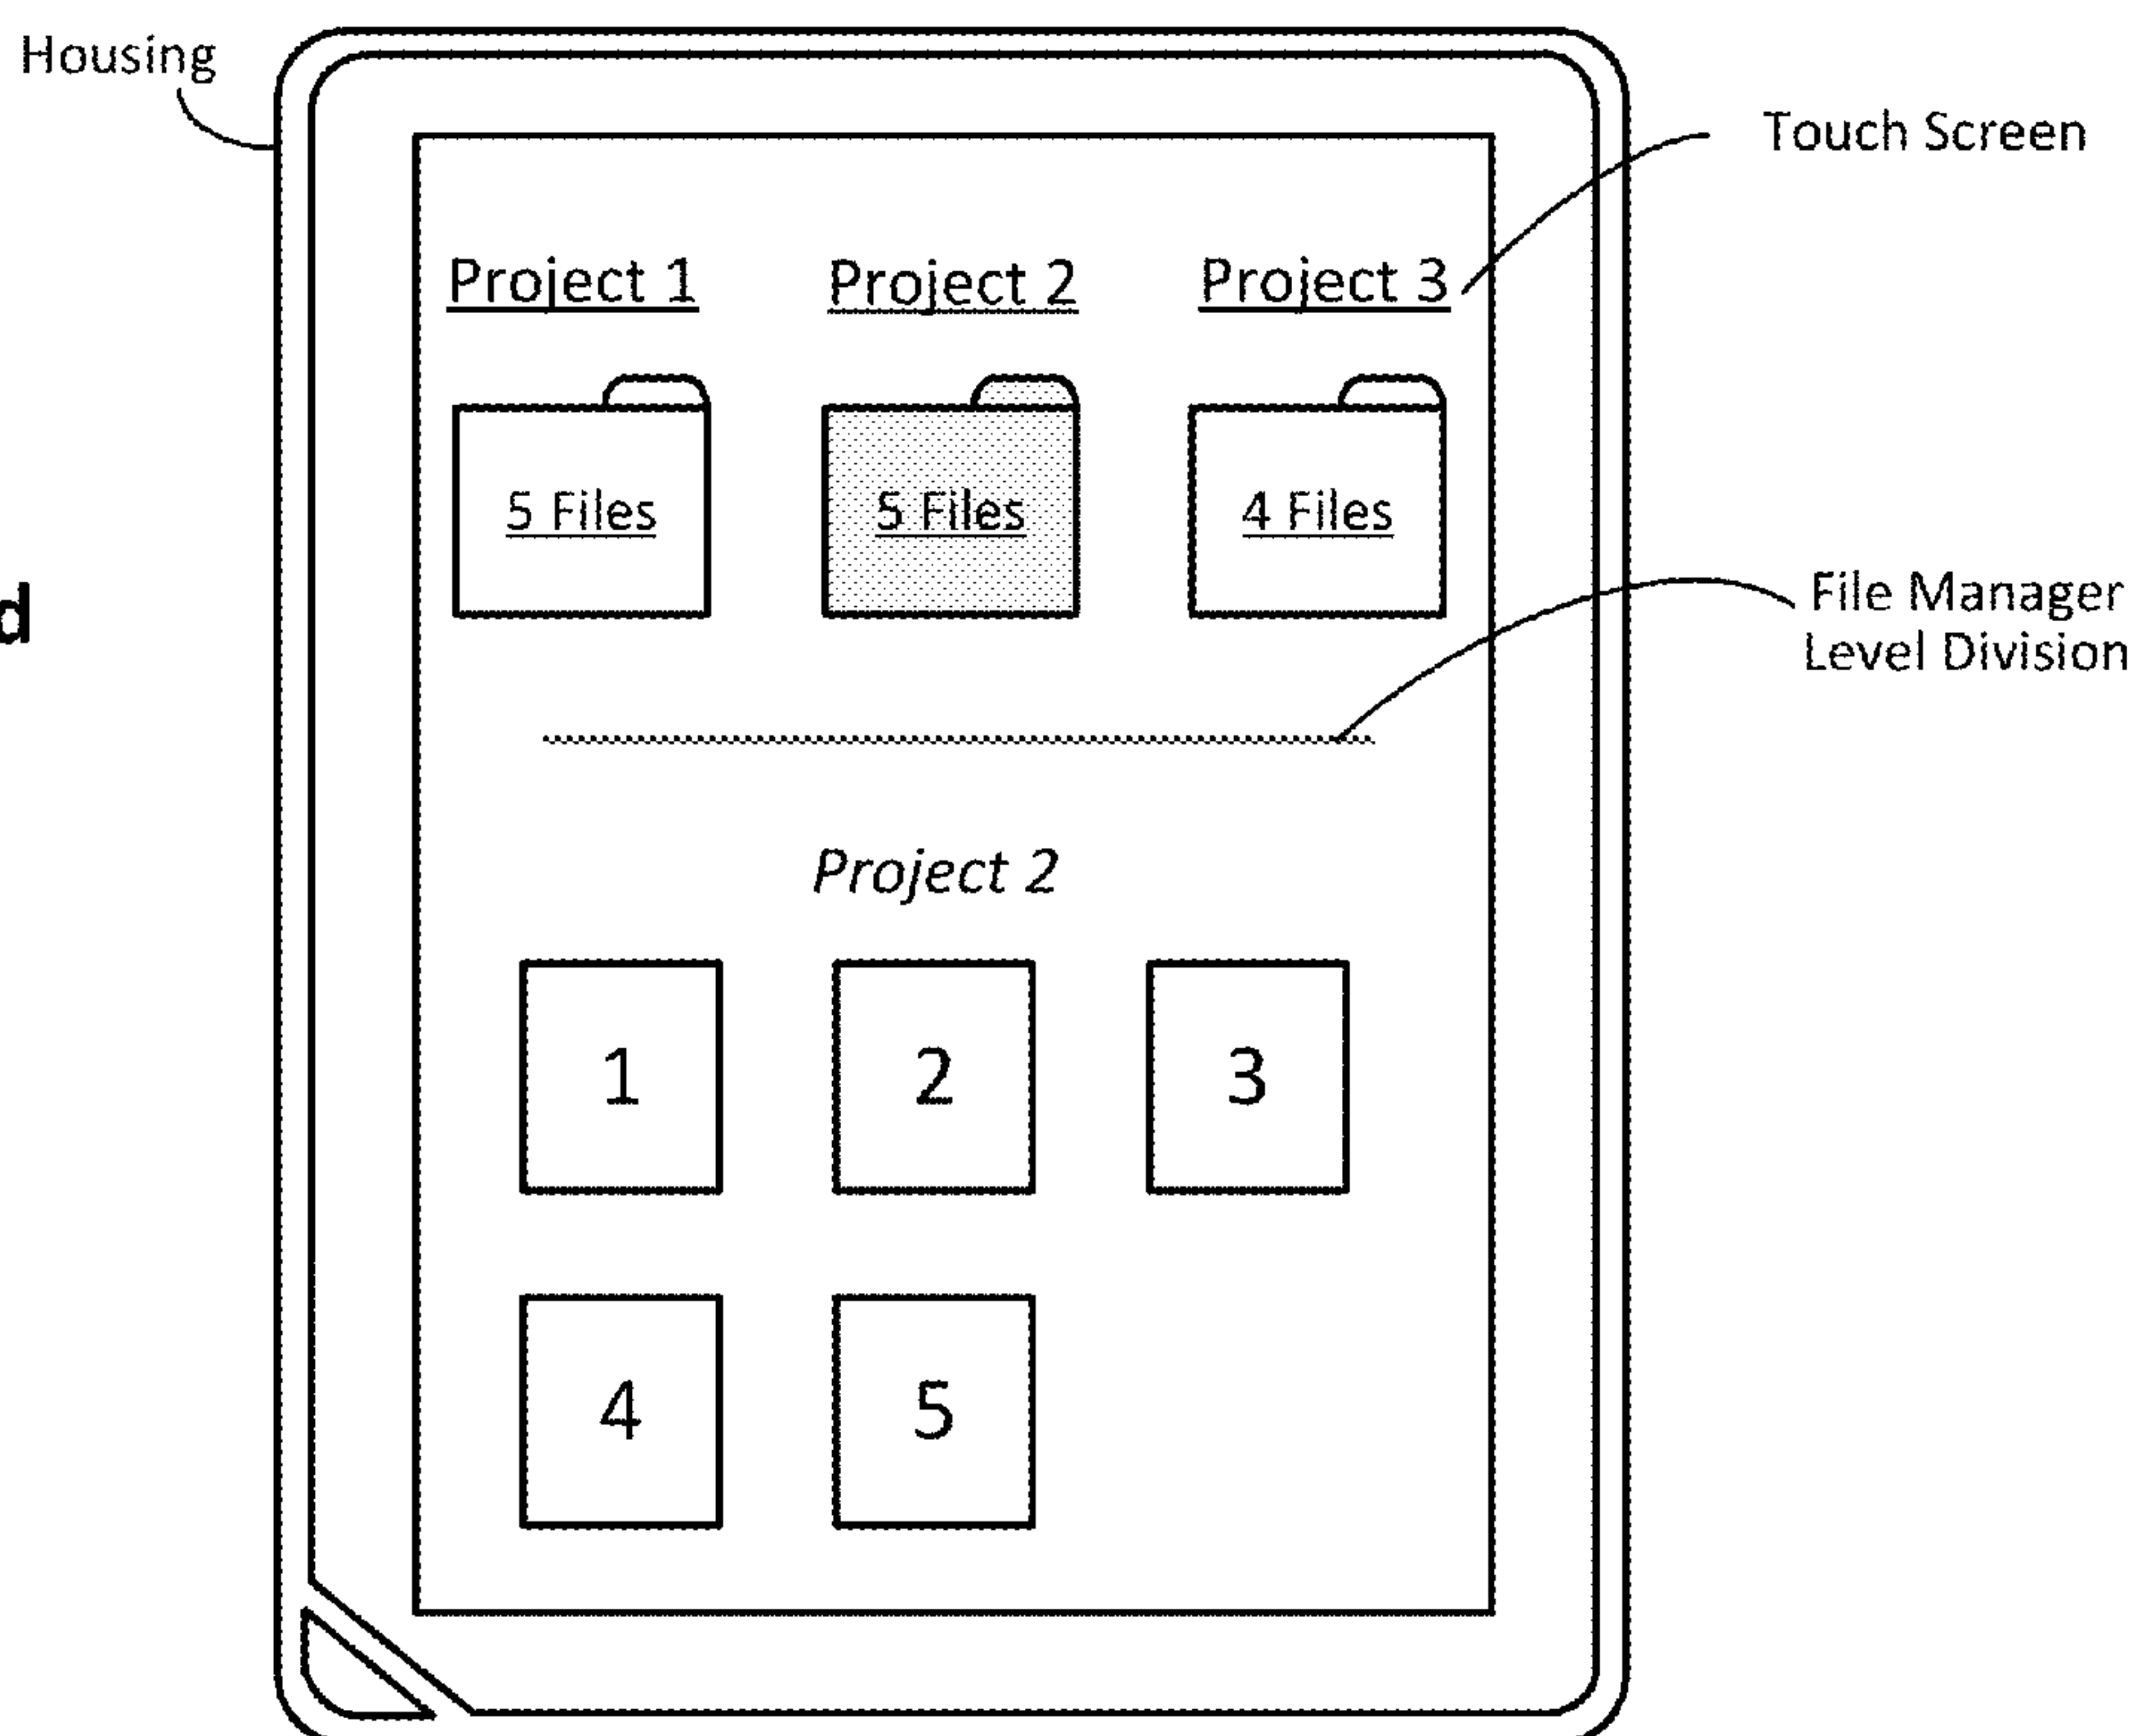 Housing
Touch Screen
Project 1 Project 2 Project 3
5 Files 5 Files 4 Files
File Manager
Level Division
d
Project 2
1 2 3
4 5